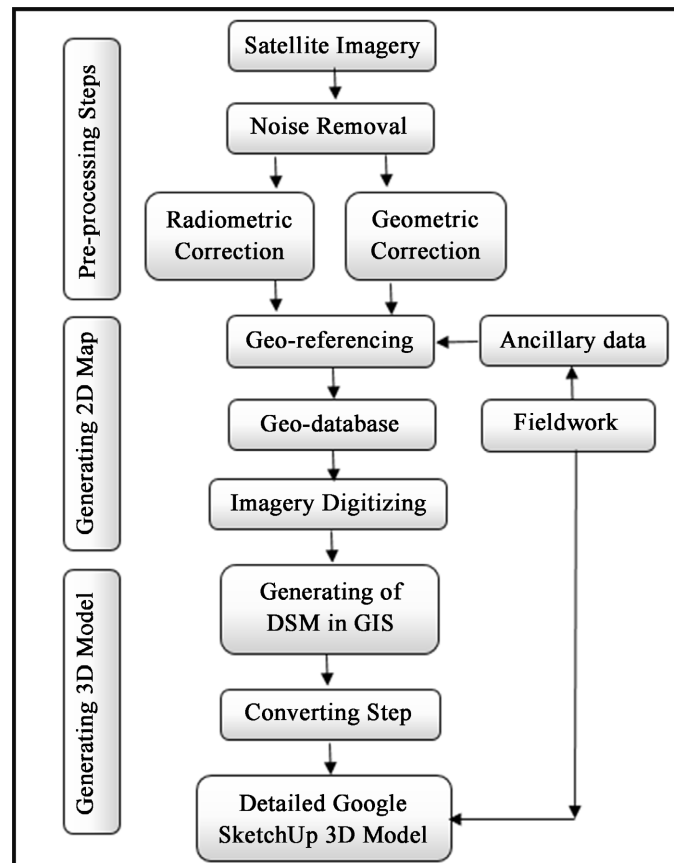 Pre-processing Steps
Satellite Imagery
Noise Removal
Radiometric
Correction
Geometric
Correction
Generating 2D Map
Geo-referencing
Ancillary data
Geo-database
Fieldwork
Imagery Digitizing
Generating 3D Model
Generating of
DSM in GIS
Converting Step
Detailed Google
SketchUp 3D Model